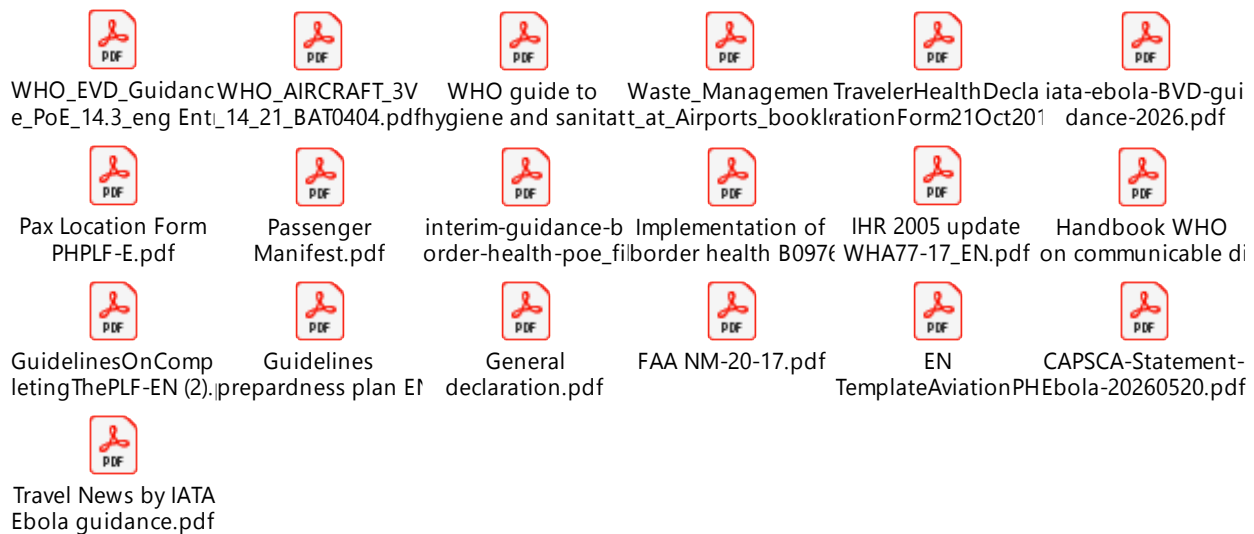 PDF PDF PDF PDF PDF PDF
WHO_EVD_Guidanc WHO_AIRCRAFT_3V WHO guide to Waste_Managemen TravelerHealthDecla iata-ebola-BVD-gui
e_PoE_14.3_eng Ent _14_21_BAT0404.pdf hygiene and sanitat t_at_Airports_bookl rationForm21Oct201 dance-2026.pdf
PDF PDF PDF PDF PDF PDF
Pax Location Form Passenger interim-guidance-b Implementation of IHR 2005 update Handbook WHO
PHPLF-E.pdf Manifest.pdf order-health-poe_fil border health B0976 WHA77-17_EN.pdf on communicable di
PDF PDF PDF PDF PDF PDF
GuidelinesOnComp Guidelines General FAA NM-20-17.pdf EN CAPSCA-Statement-
letingThePLF-EN (2). prepardness plan EN declaration.pdf TemplateAviationPH Ebola-20260520.pdf
PDF
Travel News by IATA
Ebola guidance.pdf